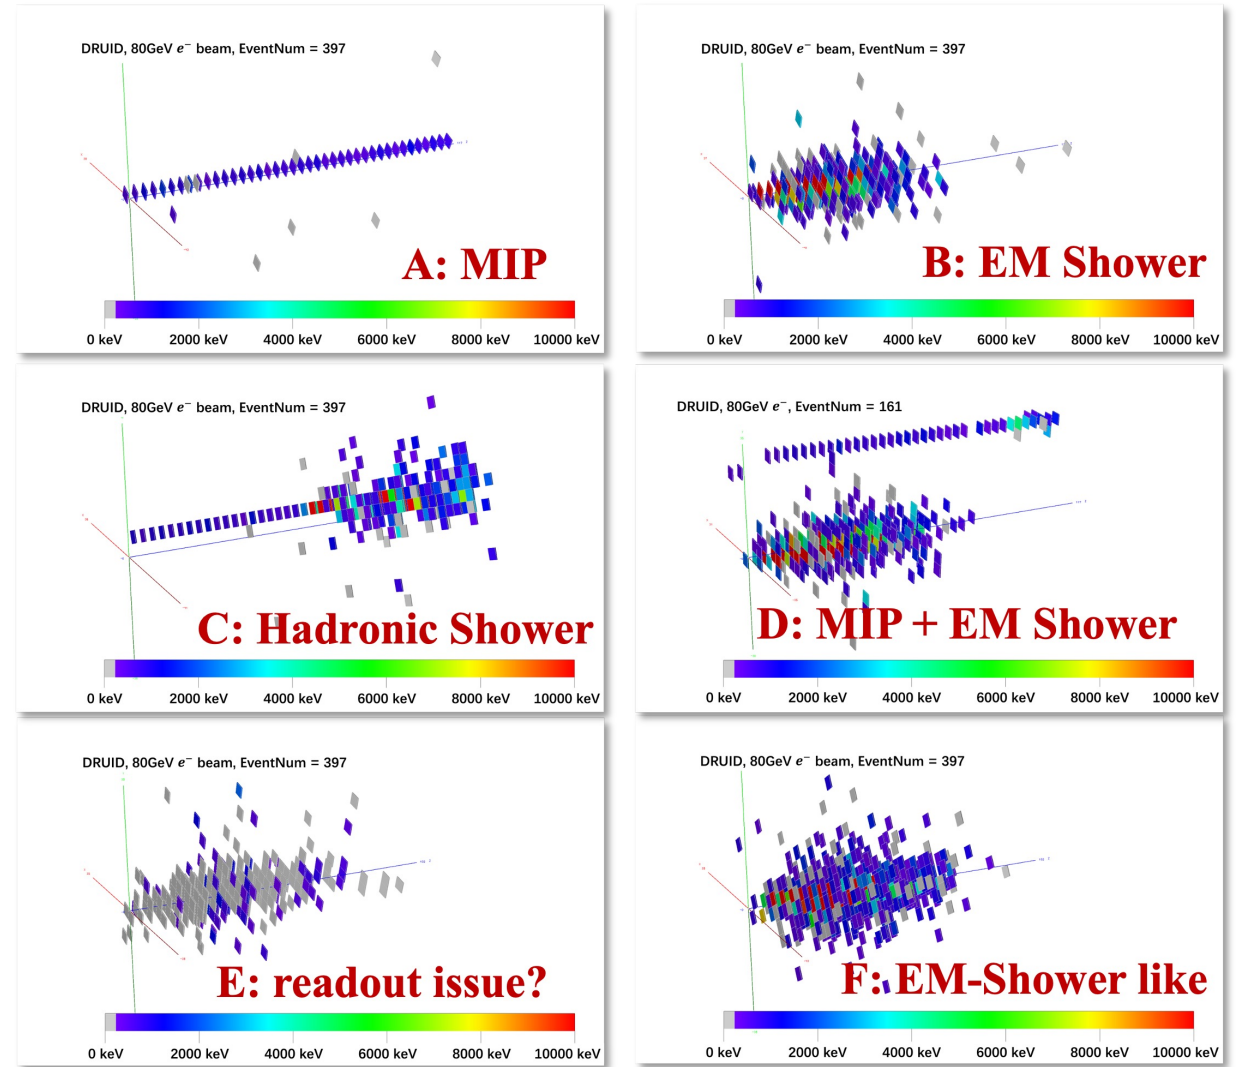 DRUID, 80GeV e⁻ beam, EventNum = 397
A: MIP
0 keV 2000 keV 4000 keV 6000 keV 8000 keV 10000 keV
DRUID, 80GeV e⁻ beam, EventNum = 397
B: EM Shower
0 keV 2000 keV 4000 keV 6000 keV 8000 keV 10000 keV
DRUID, 80GeV e⁻ beam, EventNum = 397
C: Hadronic Shower
0 keV 2000 keV 4000 keV 6000 keV 8000 keV 10000 keV
DRUID, 80GeV e⁻, EventNum = 161
D: MIP + EM Shower
0 keV 2000 keV 4000 keV 6000 keV 8000 keV 10000 keV
DRUID, 80GeV e⁻ beam, EventNum = 397
E: readout issue?
0 keV 2000 keV 4000 keV 6000 keV 8000 keV 10000 keV
DRUID, 80GeV e⁻ beam, EventNum = 397
F: EM-Shower like
0 keV 2000 keV 4000 keV 6000 keV 8000 keV 10000 keV